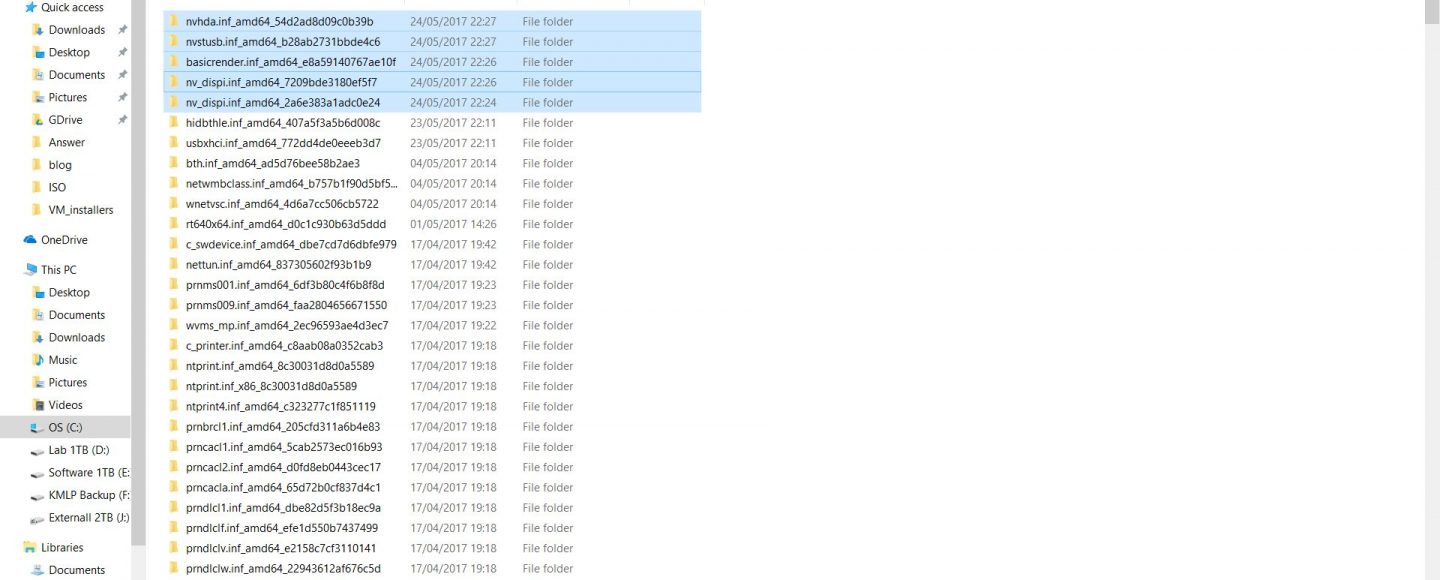 Quick access
Downloads
Desktop
Documents
Pictures
GDrive
Answer
blog
ISO
VM_installers
OneDrive
This PC
Desktop
Documents
Downloads
Music
Pictures
Videos
OS (C:)
Lab 1TB (D:)
Software 1TB (E:
KMLP Backup (F:
Externall 2TB (J:)
Libraries
Documents
nvhda.inf_amd64_54d2ad8d09c0b39b 24/05/2017 22:27 File folder
nvstusb.inf_amd64_b28ab2731bbde4c6 24/05/2017 22:27 File folder
basicrender.inf_amd64_e8a59140767ae10f 24/05/2017 22:26 File folder
nv_dispi.inf_amd64_7209bde3180ef5f7 24/05/2017 22:26 File folder
nv_dispi.inf_amd64_2a6e383a1adc0e24 24/05/2017 22:24 File folder
hidbthle.inf_amd64_407a5f3a5b6d008c 23/05/2017 22:11 File folder
usbxhci.inf_amd64_772dd4de0eeeb3d7 23/05/2017 22:11 File folder
bth.inf_amd64_ad5d76bee58b2ae3 04/05/2017 20:14 File folder
netwmbclass.inf_amd64_b757b1f90d5bf5... 04/05/2017 20:14 File folder
wnetvsc.inf_amd64_4d6a7cc506cb5722 04/05/2017 20:14 File folder
rt640x64.inf_amd64_d0c1c930b63d5ddd 01/05/2017 14:26 File folder
c_swdevice.inf_amd64_dbe7cd7d6dbfe979 17/04/2017 19:42 File folder
nettun.inf_amd64_837305602f93b1b9 17/04/2017 19:42 File folder
prnms001.inf_amd64_6df3b80c4f6b8f8d 17/04/2017 19:23 File folder
prnms009.inf_amd64_faa2804656671550 17/04/2017 19:23 File folder
wvms_mp.inf_amd64_2ec96593ae4d3ec7 17/04/2017 19:22 File folder
c_printer.inf_amd64_c8aab08a0352cab3 17/04/2017 19:18 File folder
ntprint.inf_amd64_8c30031d8d0a5589 17/04/2017 19:18 File folder
ntprint.inf_x86_8c30031d8d0a5589 17/04/2017 19:18 File folder
ntprint4.inf_amd64_c323277c1f851119 17/04/2017 19:18 File folder
prnbrcl1.inf_amd64_205cfd311a6b4e83 17/04/2017 19:18 File folder
prncacl1.inf_amd64_5cab2573ec016b93 17/04/2017 19:18 File folder
prncacl2.inf_amd64_d0fd8eb0443cec17 17/04/2017 19:18 File folder
prncacla.inf_amd64_65d72b0cf837d4c1 17/04/2017 19:18 File folder
prndlcl1.inf_amd64_dbe82d5f3b18ec9a 17/04/2017 19:18 File folder
prndlclf.inf_amd64_efe1d550b7437499 17/04/2017 19:18 File folder
prndlclv.inf_amd64_e2158c7cf3110141 17/04/2017 19:18 File folder
prndlclw.inf_amd64_22943612af676c5d 17/04/2017 19:18 File folder